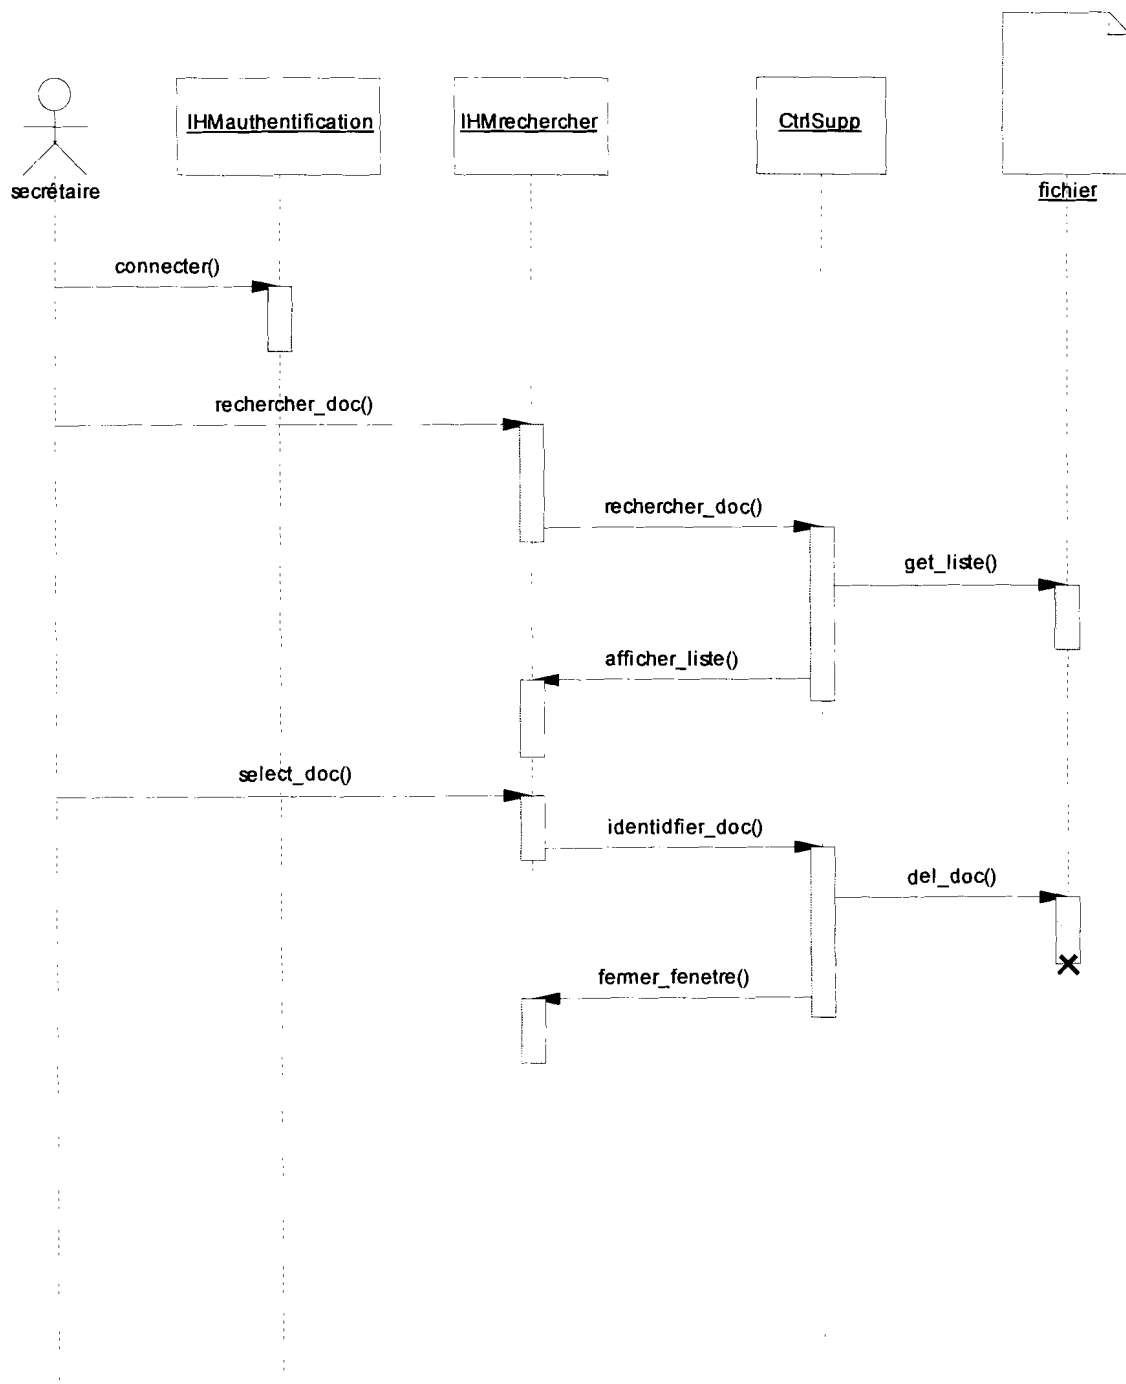 IHMauthentification
IHMrechercher
CtrlSupp
secrétaire
fichier
connecter()
rechercher_doc()
rechercher_doc()
get_liste()
afficher_liste()
select_doc()
identidfier_doc()
del_doc()
fermer_fenetre()